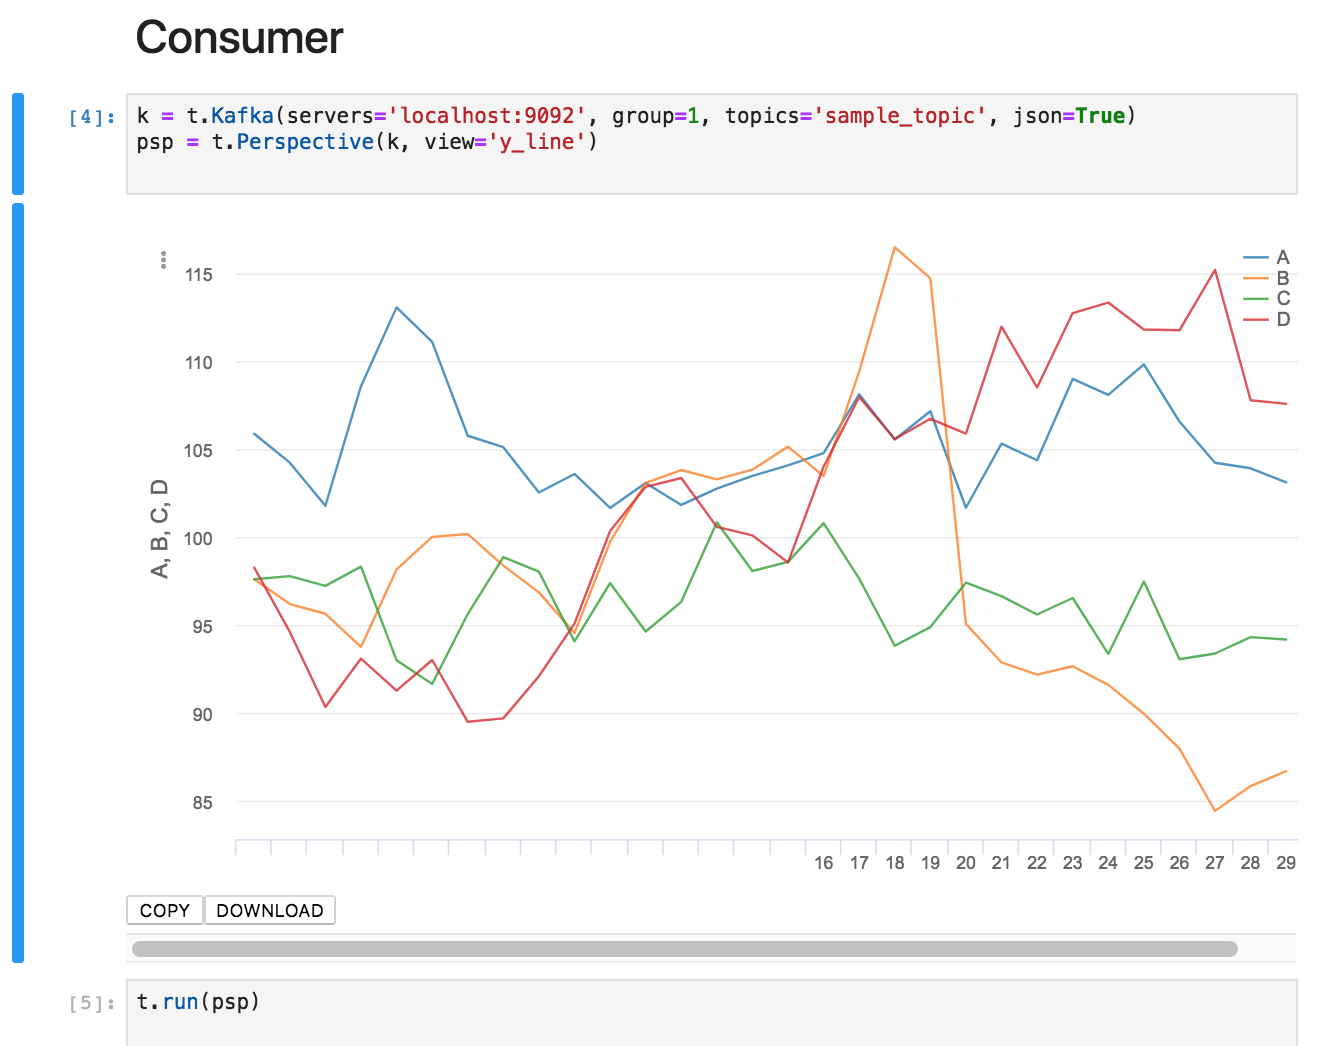 Consumer
[4]:
k = t.Kafka(servers='localhost:9092', group=1, topics='sample_topic', json=True)
psp = t.Perspective(k, view='y_line')
A
B
C
D
115
110
105
100
95
90
85
A, B, C, D
16 17 18 19 20 21 22 23 24 25 26 27 28 29
COPY DOWNLOAD
[5]:
t.run(psp)